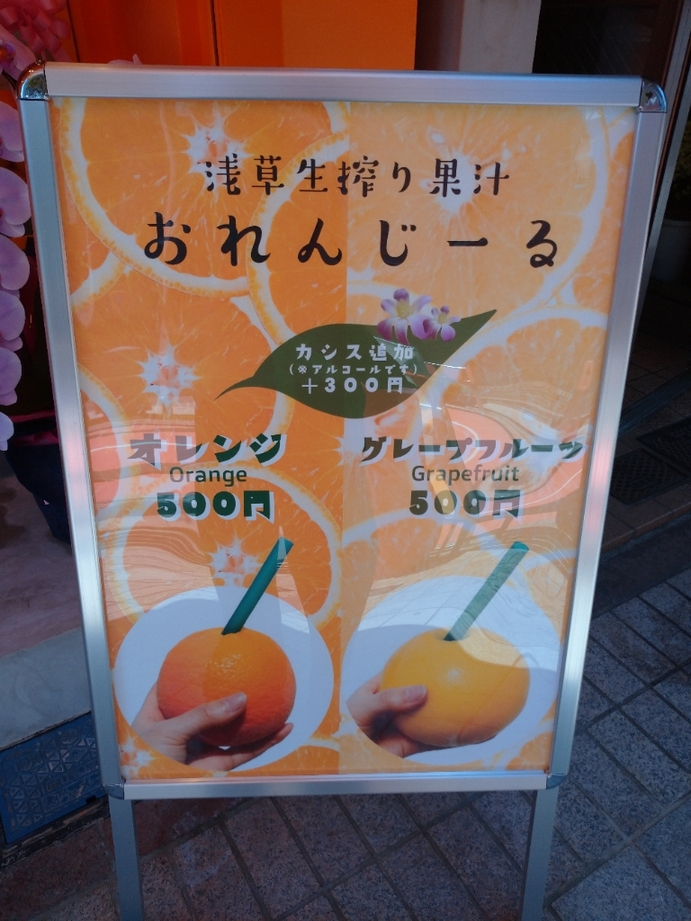 浅草生搾り果汁
おれんじーる
カシス追加
(※アルコールです)
＋300円
オレンジ
Orange
500円
グレープフルーツ
Grapefruit
500円